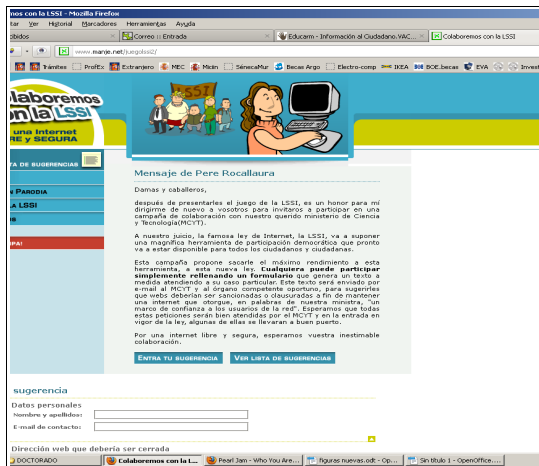 nos con la LSSI - Mozilla Firefox
tar Ver Historial Marcadores Herramientas Ayuda
cibidos Correo :: Entrada Educarm - Información al Ciudadano.VAC... Colaboremos con la LSSI
www.manje.net/juegolssi2/
Trámites ProfEx Extranjero MEC Micin SénecaMur Becas Argo Electro-comp IKEA BOE.becas EVA Invest
laboremos
on la LSSI
una Internet
RE y SEGURA
LSSI
TA DE SUGERENCIAS
Mensaje de Pere Rocallaura
Damas y caballeros,
N PARODIA
LA LSSI
IPA!
después de presentarles el juego de la LSSI, es un honor para mí
dirigirme de nuevo a vosotros para invitaros a participar en una
campaña de colaboración con nuestro querido ministerio de Ciencia
y Tecnología(MCYT).
A nuestro juicio, la famosa ley de Internet, la LSSI, va a suponer
una magnífica herramienta de participación democrática que pronto
va a estar disponible para todos los ciudadanos y ciudadanas.
Esta campaña propone sacarle el máximo rendimiento a esta
herramienta, a esta nueva ley. Cualquiera puede participar
simplemente rellenando un formulario que genera un texto a
medida atendiendo a su caso particular. Este texto será enviado por
e-mail al MCYT y al órgano competente oportuno, para sugerirles
que webs deberían ser sancionadas o clausuradas a fin de mantener
una internet que otorgue, en palabras de nuestra ministra, "un
marco de confianza a los usuarios de la red". Esperamos que todas
estas peticiones serán bien atendidas por el MCYT y en la entrada en
vigor de la ley, algunas de ellas se llevaran a buen puerto.
Por una internet libre y segura, esperamos vuestra inestimable
colaboración.
ENTRA TU SUGERENCIA VER LISTA DE SUGERENCIAS
sugerencia
Datos personales
Nombre y apellidos:
E-mail de contacto:
Dirección web que debería ser cerrada
DOCTORADO Colaboremos con la L... Pearl Jam - Who You Are... figuras nuevas.odt - Op... Sin título 1 - OpenOffice....